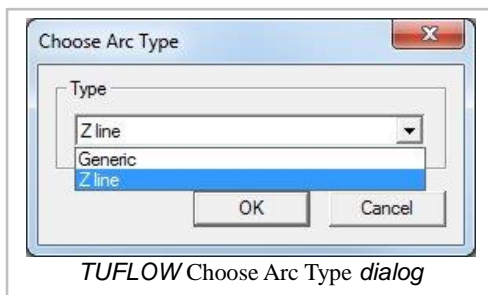 Choose Arc Type
Type
Z line
Generic
Z line
OK Cancel
TUFLOW Choose Arc Type dialog